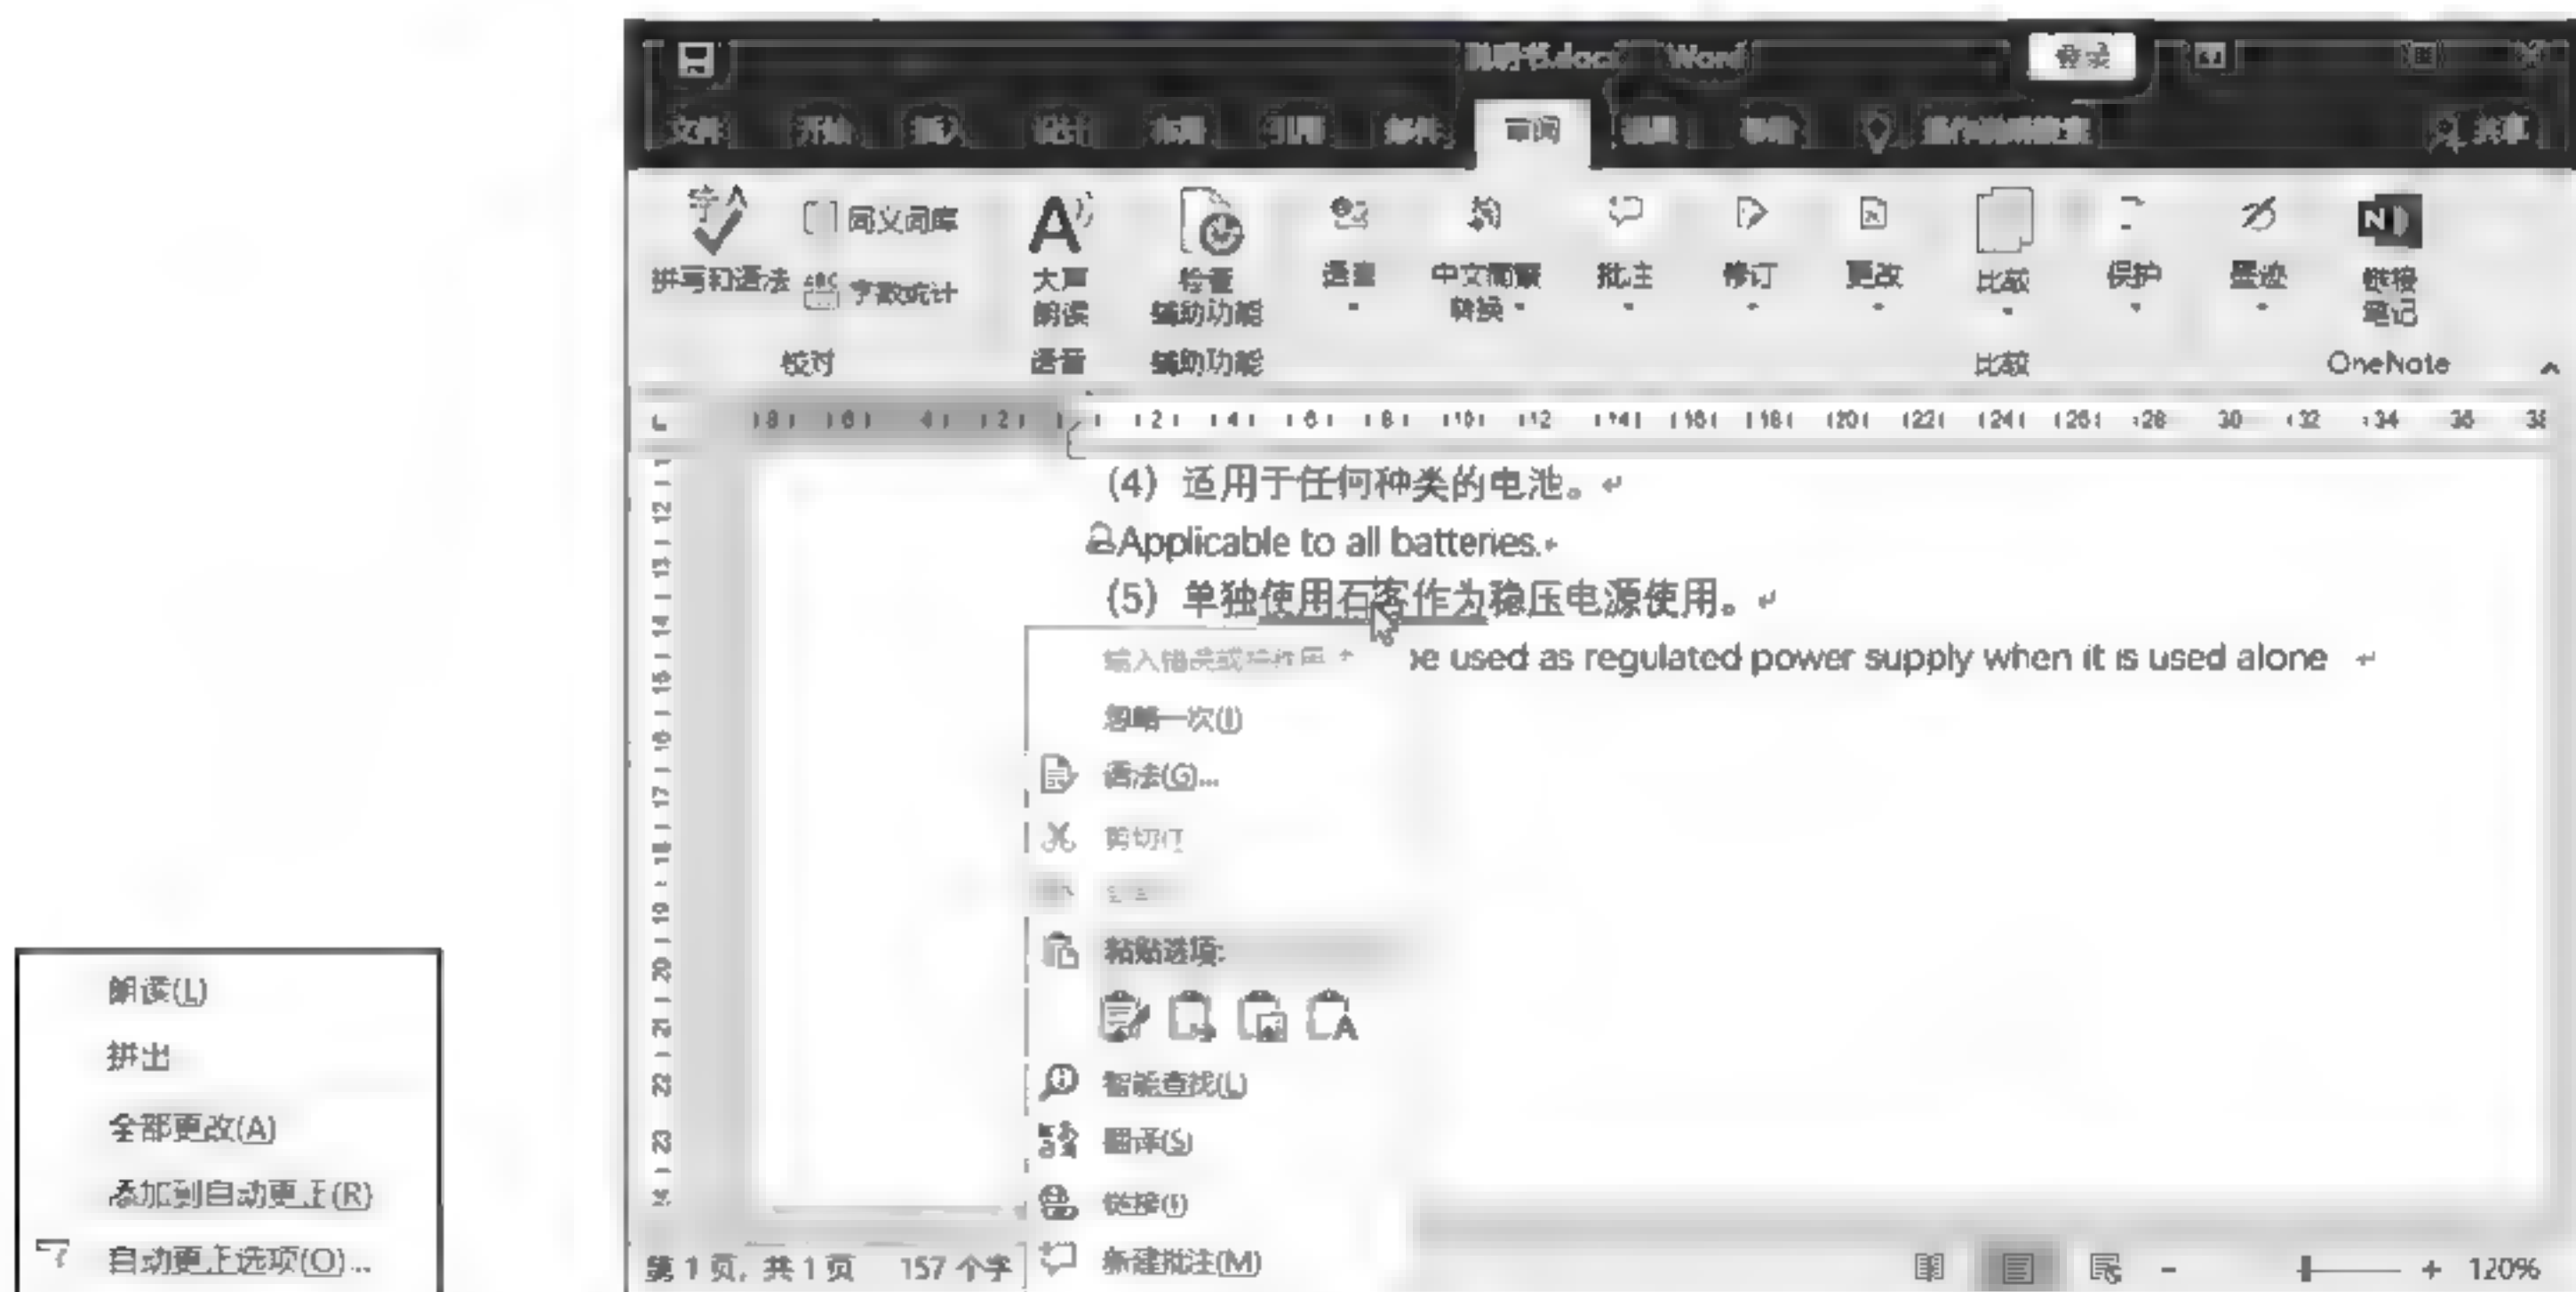 Word
登录
文件 开始 插入 设计 布局 引用 邮件 审阅 视图 帮助 共享
拼写和语法
同义词库
字数统计
大声
朗读
检查
辅助功能
语言
中文简繁
转换
批注
修订
更改
比较
保护
墨迹
链接
笔记
校对 语音 辅助功能 比较 OneNote
(4) 适用于任何种类的电池。
Applicable to all batteries.
(5) 单独使用石客作为稳压电源使用。
be used as regulated power supply when it is used alone
忽略一次(I)
语法(G)...
剪切(T
粘贴选项:
智能查找(L)
翻译(S)
链接(I)
新建批注(M)
第 1 页, 共 1 页 157 个字
120%
朗读(L)
拼出
全部更改(A)
添加到自动更正(R)
自动更正选项(O)...